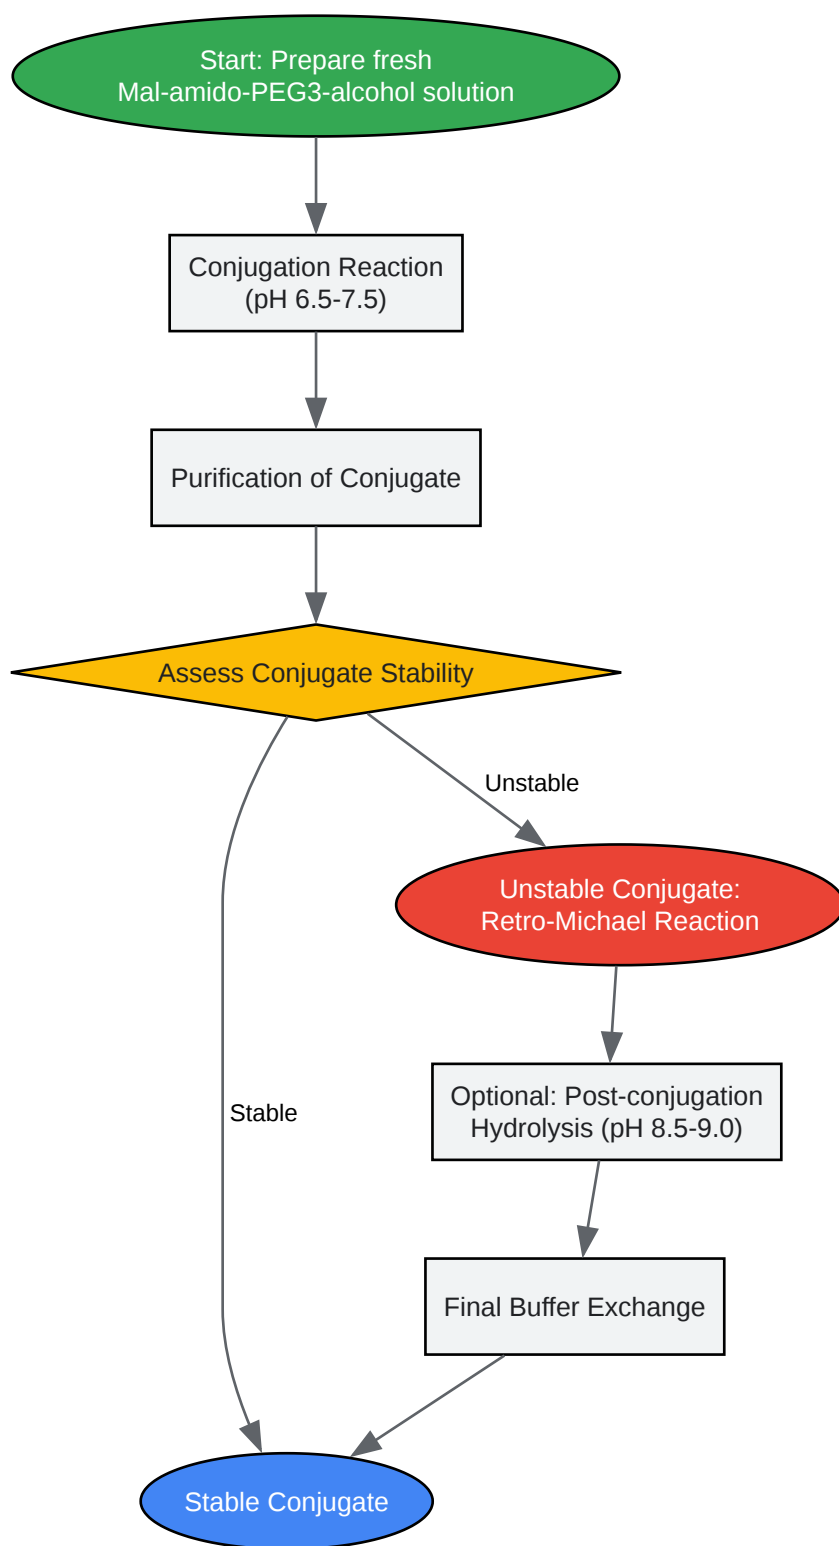 Start: Prepare fresh
Mal-amido-PEG3-alcohol solution
Conjugation Reaction
(pH 6.5-7.5)
Purification of Conjugate
Assess Conjugate Stability
Unstable
Unstable Conjugate:
Retro-Michael Reaction
Optional: Post-conjugation
Hydrolysis (pH 8.5-9.0)
Stable
Final Buffer Exchange
Stable Conjugate